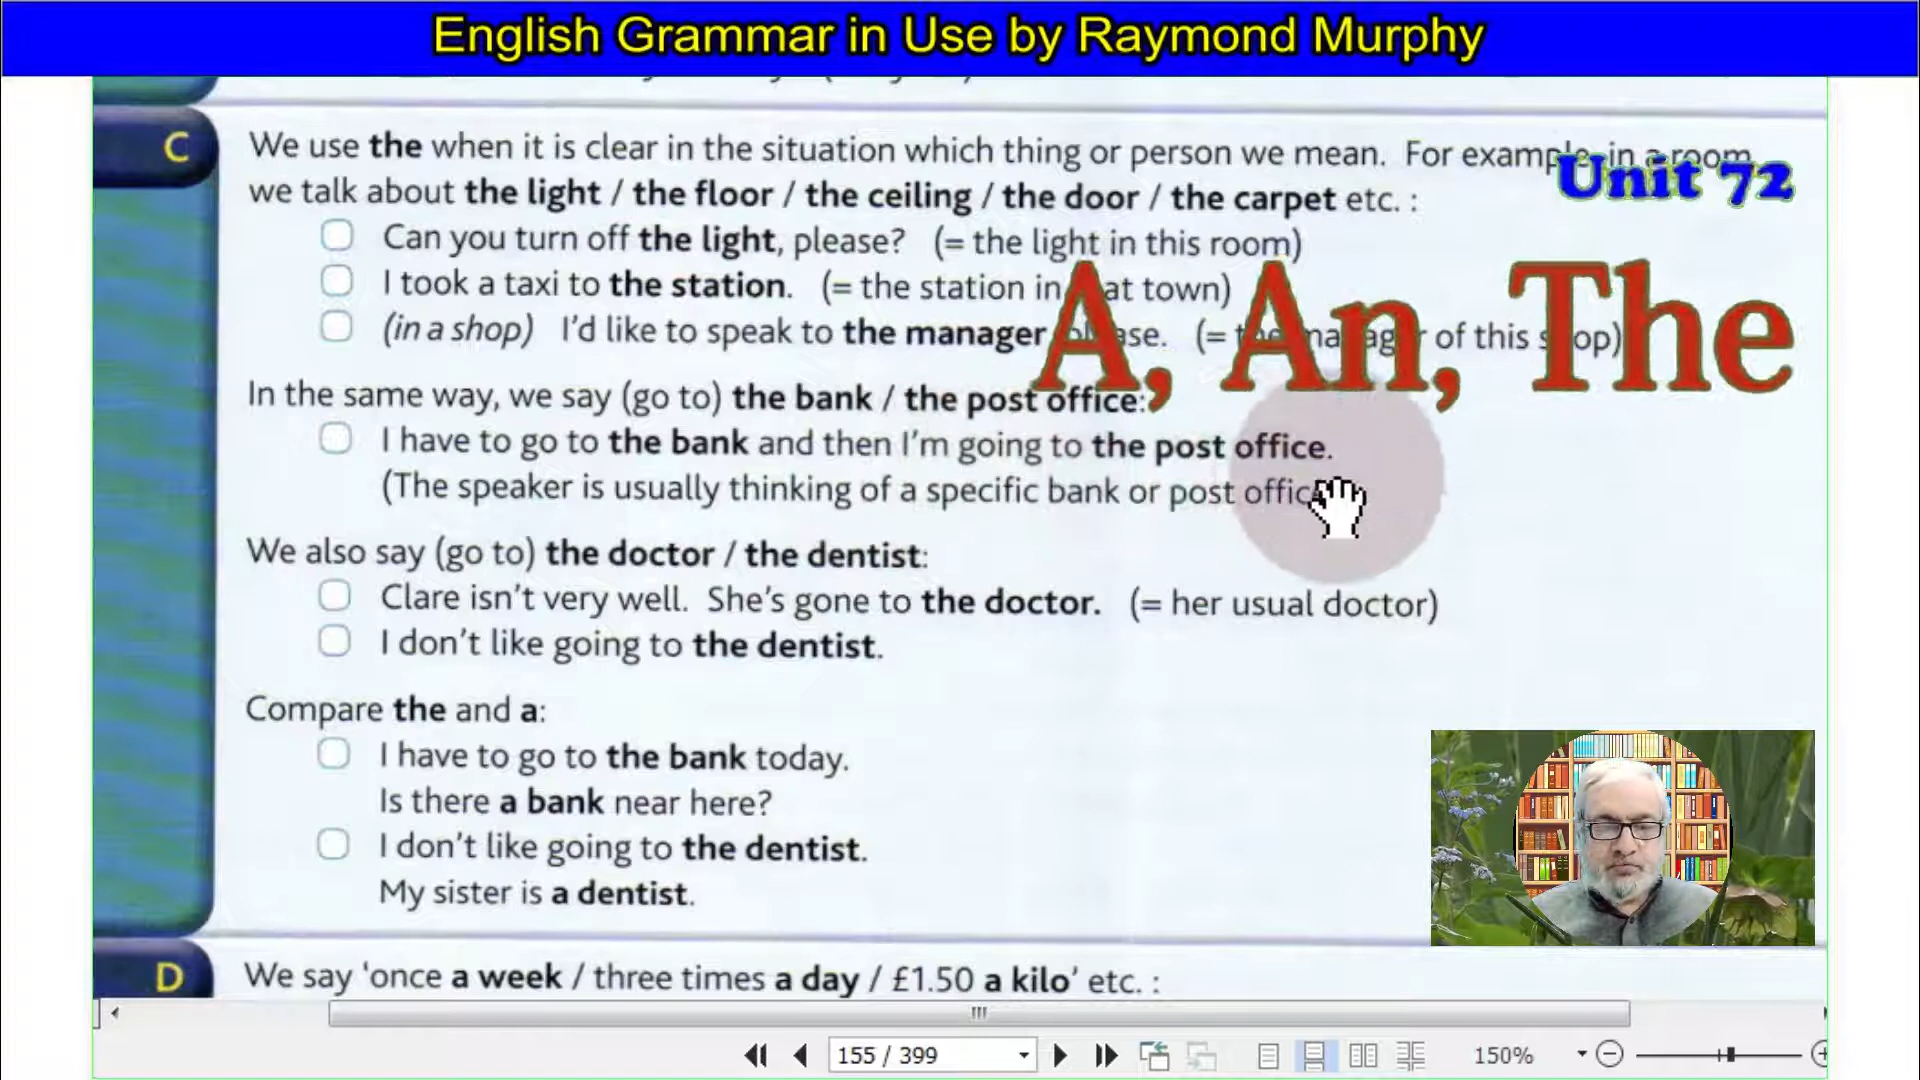 English Grammar in Use by Raymond Murphy
C
We use the when it is clear in the situation which thing or person we mean. For example, in a room
Unit 72
we talk about the light / the floor / the ceiling / the door / the carpet etc. :
Can you turn off the light, please? (= the light in this room)
I took a taxi to the station. (= the station in that town)
(in a shop) I'd like to speak to the manager, please. (= the manager of this shop)
A, An, The
In the same way, we say (go to) the bank / the post office:
I have to go to the bank and then I'm going to the post office.
(The speaker is usually thinking of a specific bank or post office
We also say (go to) the doctor / the dentist:
Clare isn't very well. She's gone to the doctor. (= her usual doctor)
I don't like going to the dentist.
Compare the and a:
I have to go to the bank today.
Is there a bank near here?
I don't like going to the dentist.
My sister is a dentist.
D
We say 'once a week / three times a day / £1.50 a kilo' etc. :
155 / 399
150%